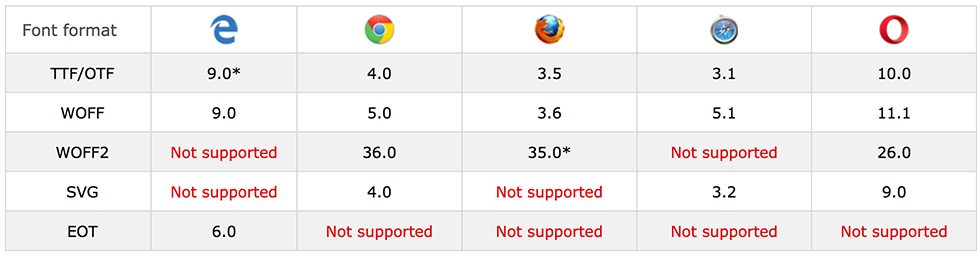 Font format
TTF/OTF 9.0* 4.0 3.5 3.1 10.0
WOFF 9.0 5.0 3.6 5.1 11.1
WOFF2 Not supported 36.0 35.0* Not supported 26.0
SVG Not supported 4.0 Not supported 3.2 9.0
EOT 6.0 Not supported Not supported Not supported Not supported